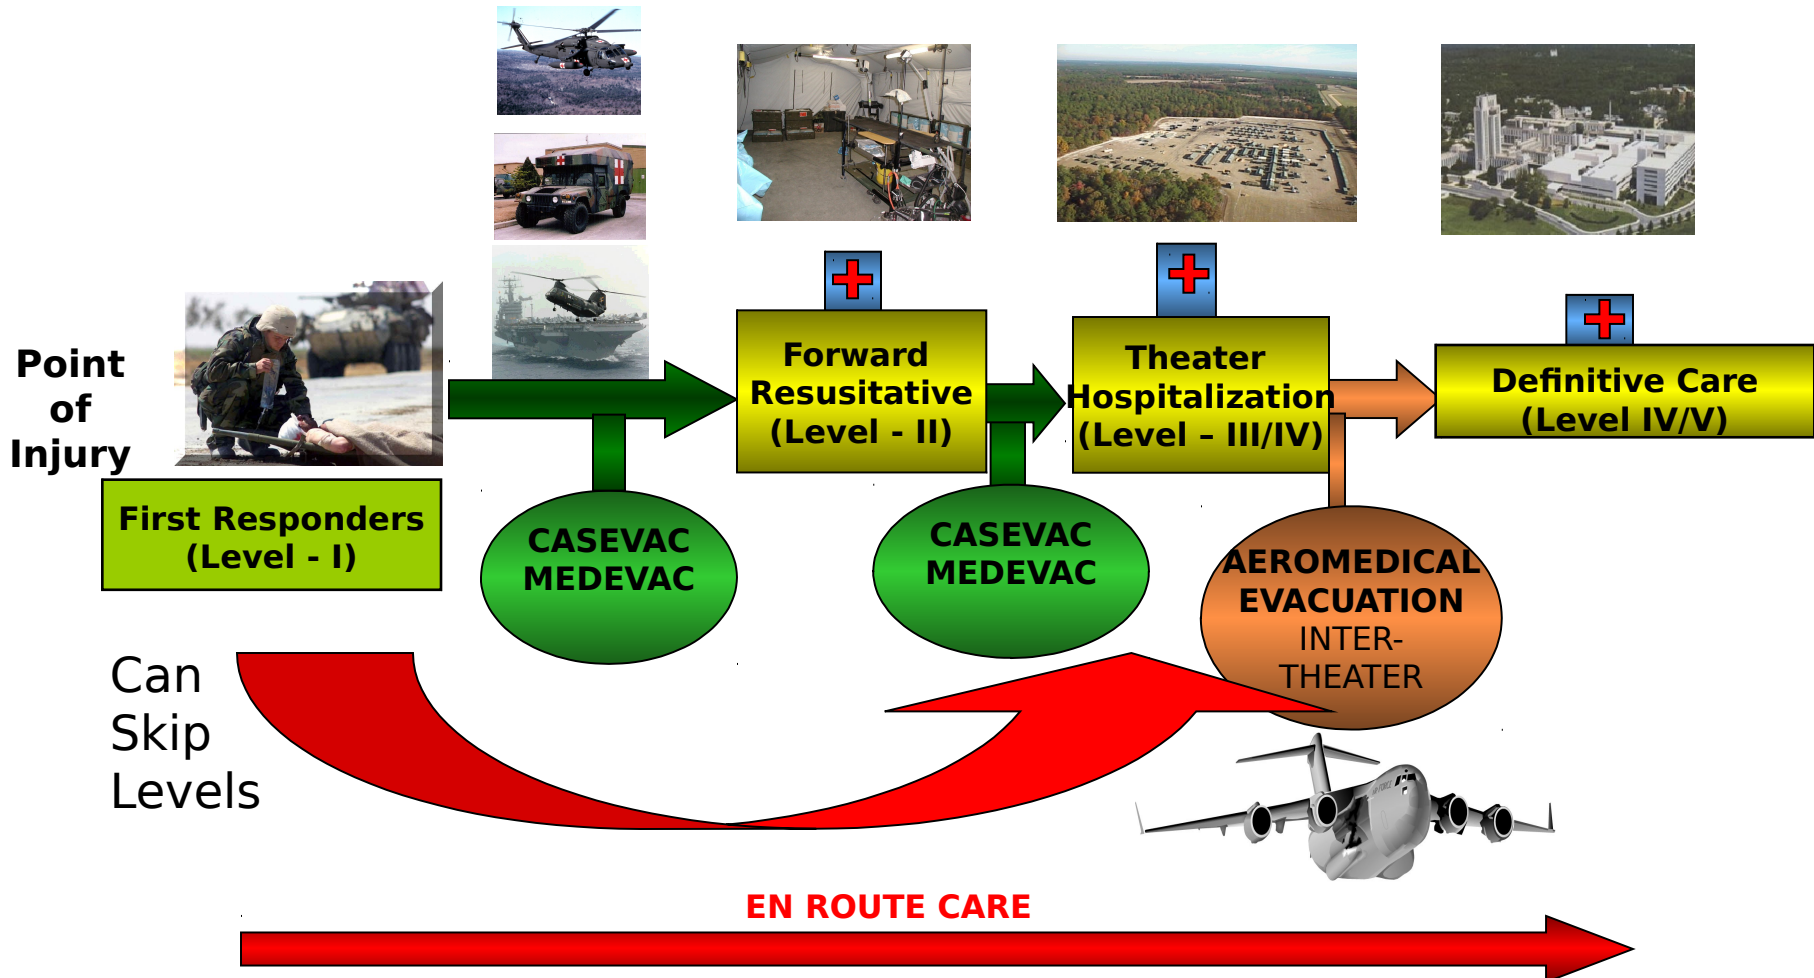 Point
of
Injury
First Responders
(Level - I)
CASEVAC
MEDEVAC
Forward
Resusitative
(Level - II)
CASEVAC
MEDEVAC
Theater
Hospitalization
(Level – III/IV)
AEROMEDICAL
EVACUATION
INTER-
THEATER
Definitive Care
(Level IV/V)
Can
Skip
Levels
EN ROUTE CARE